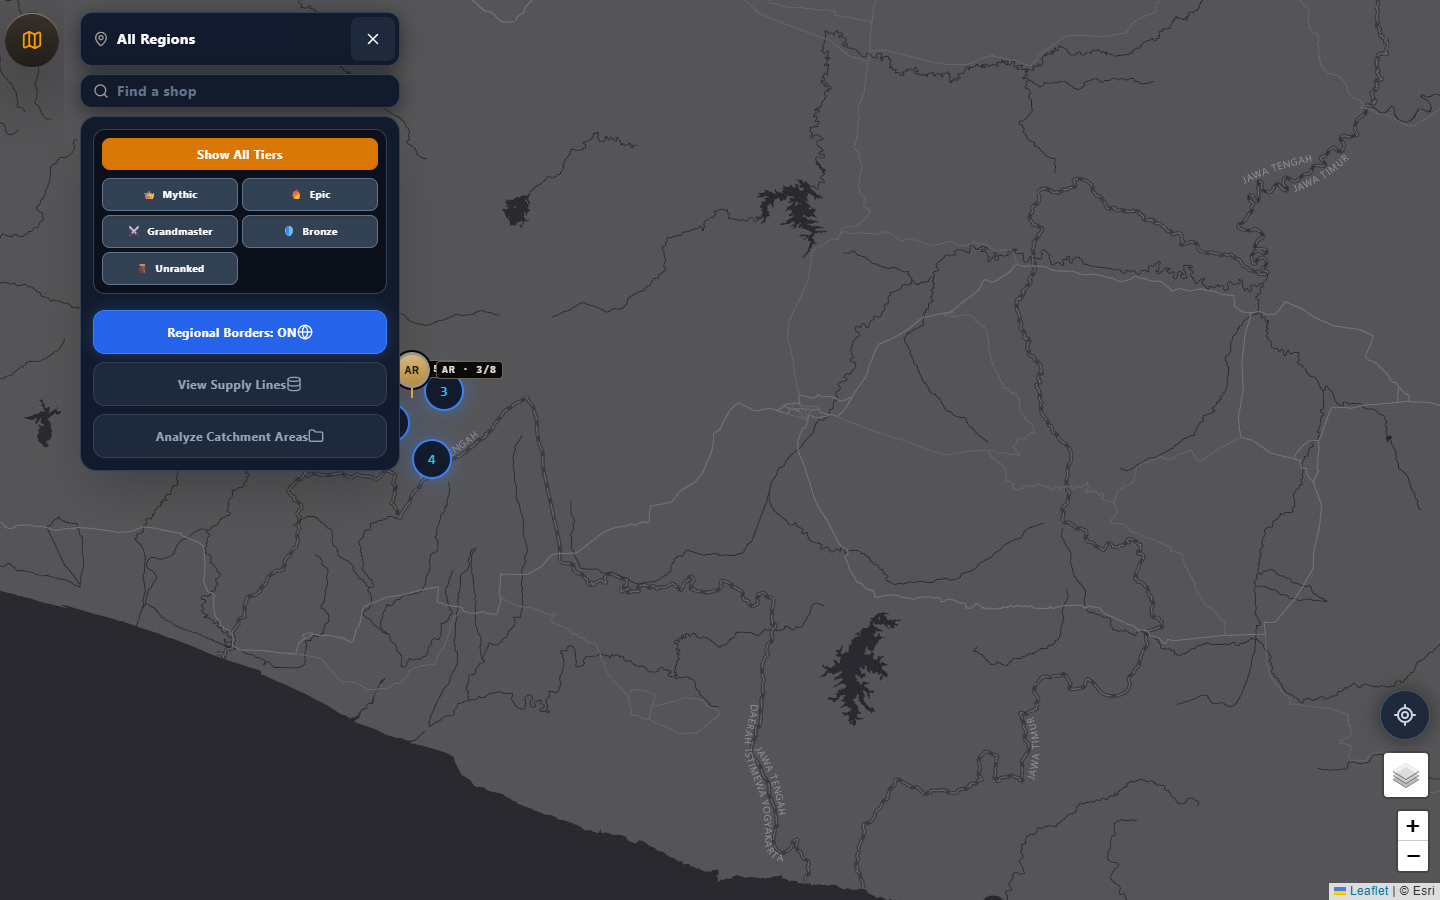 All Regions
Find a shop
Show All Tiers
Mythic
Epic
Grandmaster
Bronze
Unranked
Regional Borders: ON
View Supply Lines
Analyze Catchment Areas
AR
AR · 3/8
3
4
JAWA TENGAH
JAWA TIMUR
DAERAH ISTIMEWA YOGYAKARTA
JAWA TENGAH
JAWA TIMUR
+
−
Leaflet | © Esri